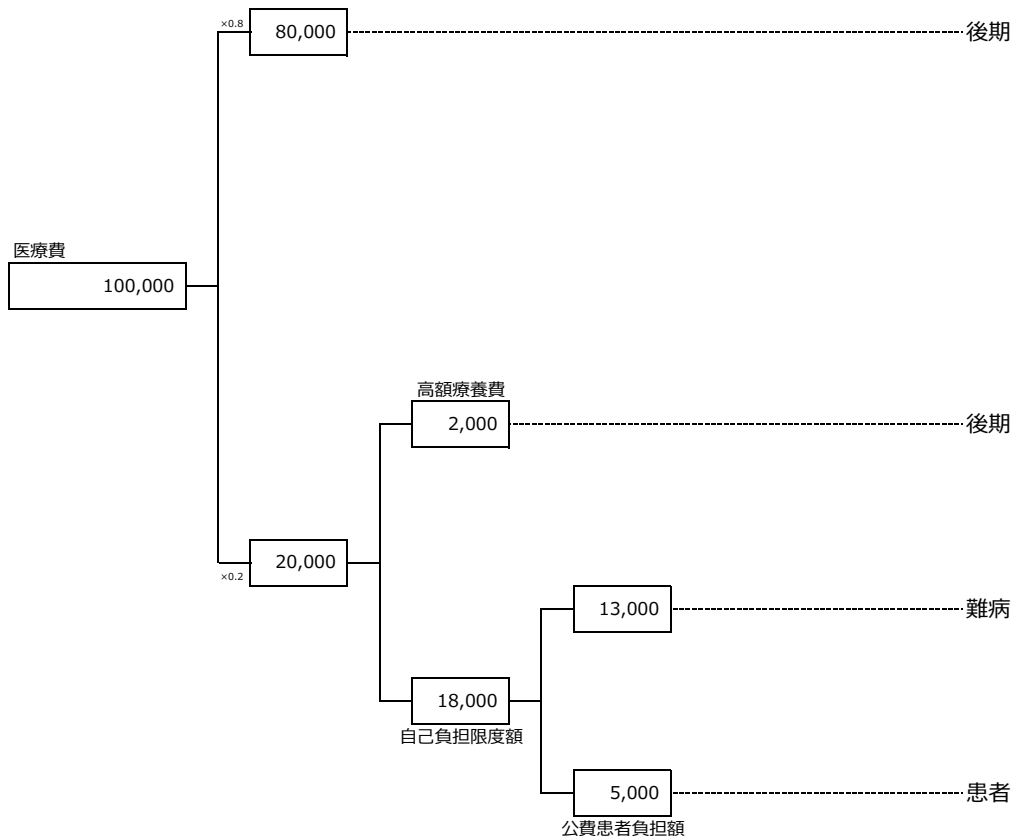 ×0.8
80,000
後期
医療費
100,000
高額療養費
2,000
後期
20,000
×0.2
13,000
難病
18,000
自己負担限度額
5,000
患者
公費患者負担額